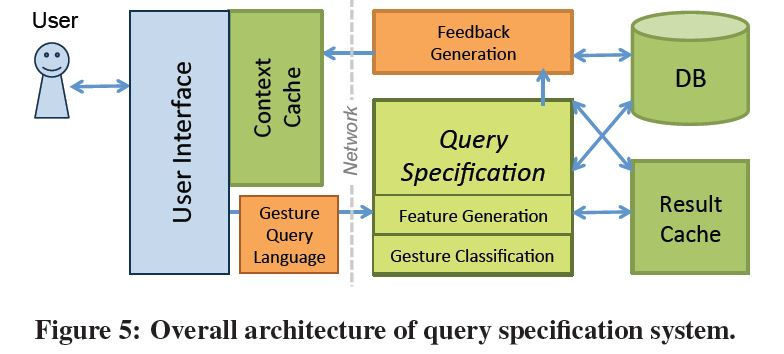 User
User Interface
Context
Cache
Gesture
Query
Language
Network
Feedback
Generation
Query
Specification
Feature Generation
Gesture Classification
DB
Result
Cache
Figure 5: Overall architecture of query specification system.